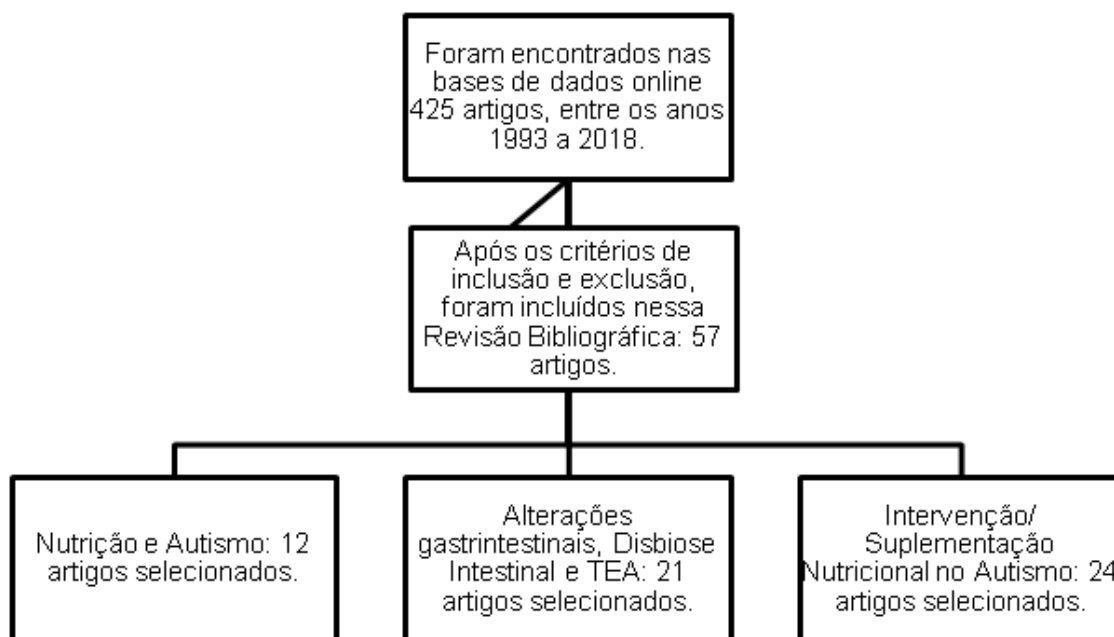 Foram encontrados nas
bases de dados online
425 artigos, entre os anos
1993 a 2018.
Após os critérios de
inclusão e exclusão,
foram incluídos nessa
Revisão Bibliográfica: 57
artigos.
Nutrição e Autismo: 12
artigos selecionados.
Alterações
gastrintestinais, Disbiose
Intestinal e TEA: 21
artigos selecionados.
Intervenção/
Suplementação
Nutricional no Autismo: 24
artigos selecionados.